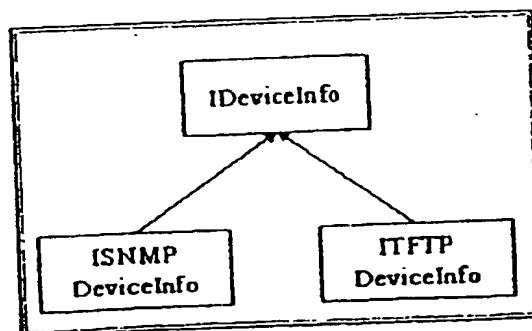 IDeviceInfo
ISNMP
DeviceInfo
ITFTP
DeviceInfo